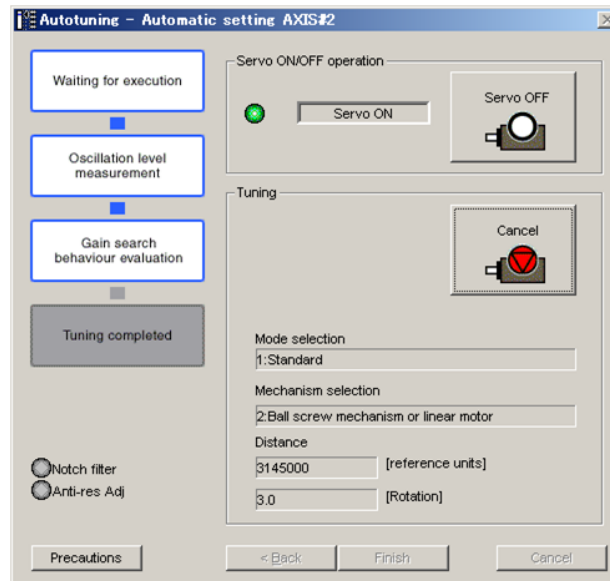 Autotuning - Automatic setting AXIS#2
Waiting for execution
Oscillation level
measurement
Gain search
behaviour evaluation
Tuning completed
Notch filter
Anti-res Adj
Precautions
Servo ON/OFF operation
Servo ON
Servo OFF
Tuning
Cancel
Mode selection
1:Standard
Mechanism selection
2:Ball screw mechanism or linear motor
Distance
3145000 [reference units]
3.0 [Rotation]
< Back
Finish
Cancel